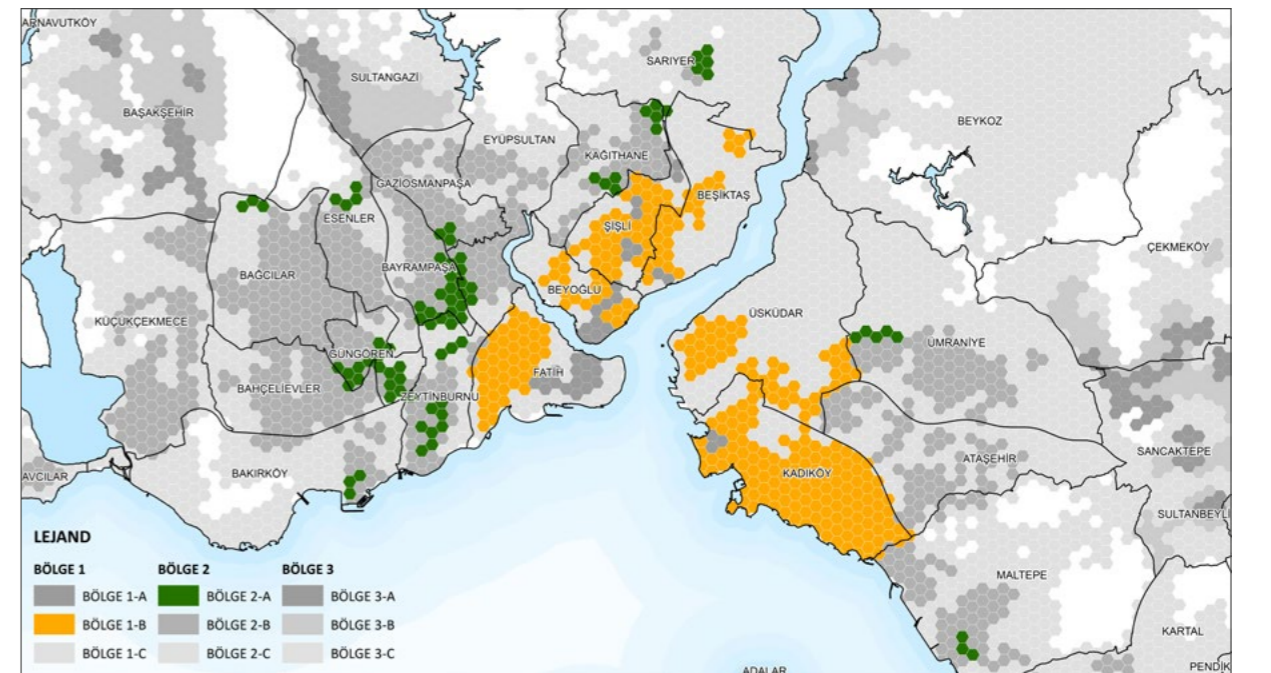 ARNAVUTKÖY
SARIYER
SULTANGAZİ
BAŞAKŞEHİR
BEYKOZ
EYÜPSULTAN
KAĞITHANE
GAZİOSMANPAŞA
BEŞİKTAŞ
ESENLER
ŞİŞLİ
ÇEKMEKÖY
BAĞCILAR
BAYRAMPAŞA
BEYOĞLU
ÜSKÜDAR
KÜÇÜKÇEKMECE
ÜMRANİYE
GÜNGÖREN
FATİH
BAHÇELİEVLER
ZEYTİNBURNU
SANCAKTEPE
ATAŞEHİR
BAKIRKÖY
KADIKÖY
AVCILAR
SULTANBEYLİ
MALTEPE
KARTAL
PENDİK
ADALAR
LEJAND
BÖLGE 1 BÖLGE 2 BÖLGE 3
BÖLGE 1-A BÖLGE 2-A BÖLGE 3-A
BÖLGE 1-B BÖLGE 2-B BÖLGE 3-B
BÖLGE 1-C BÖLGE 2-C BÖLGE 3-C